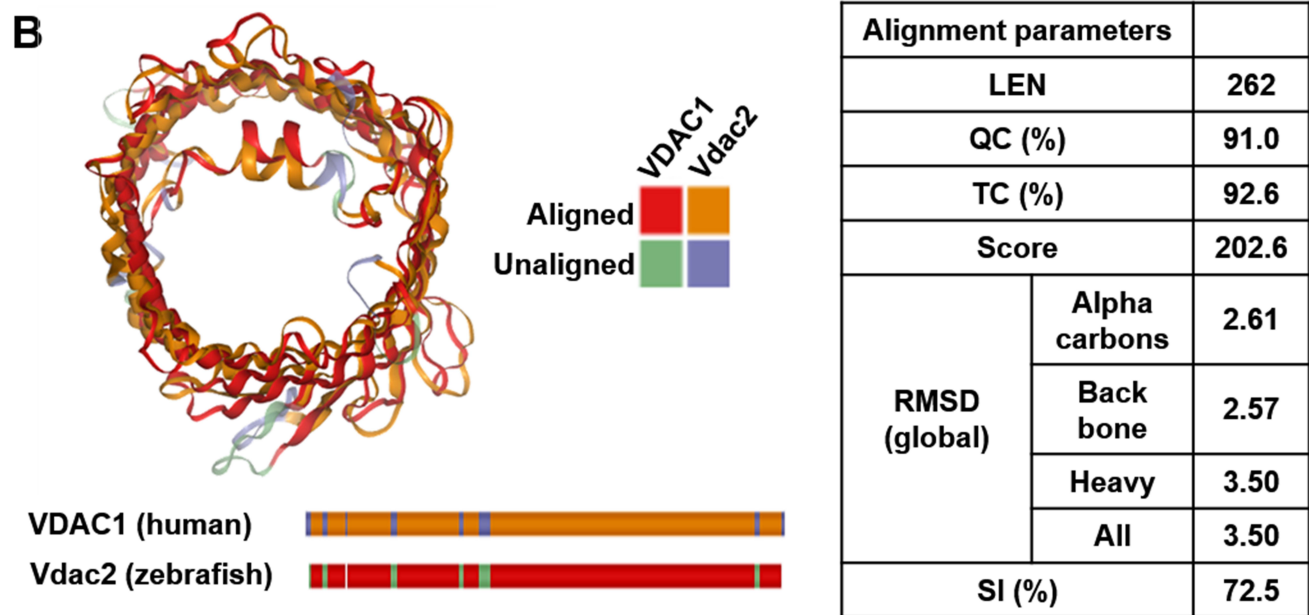 B
VDAC1
Vdac2
Aligned
Unaligned
VDAC1 (human)
Vdac2 (zebrafish)
Alignment parameters
LEN 262
QC (%) 91.0
TC (%) 92.6
Score 202.6
RMSD
(global)
Alpha
carbons
2.61
Back
bone
2.57
Heavy 3.50
All 3.50
SI (%) 72.5